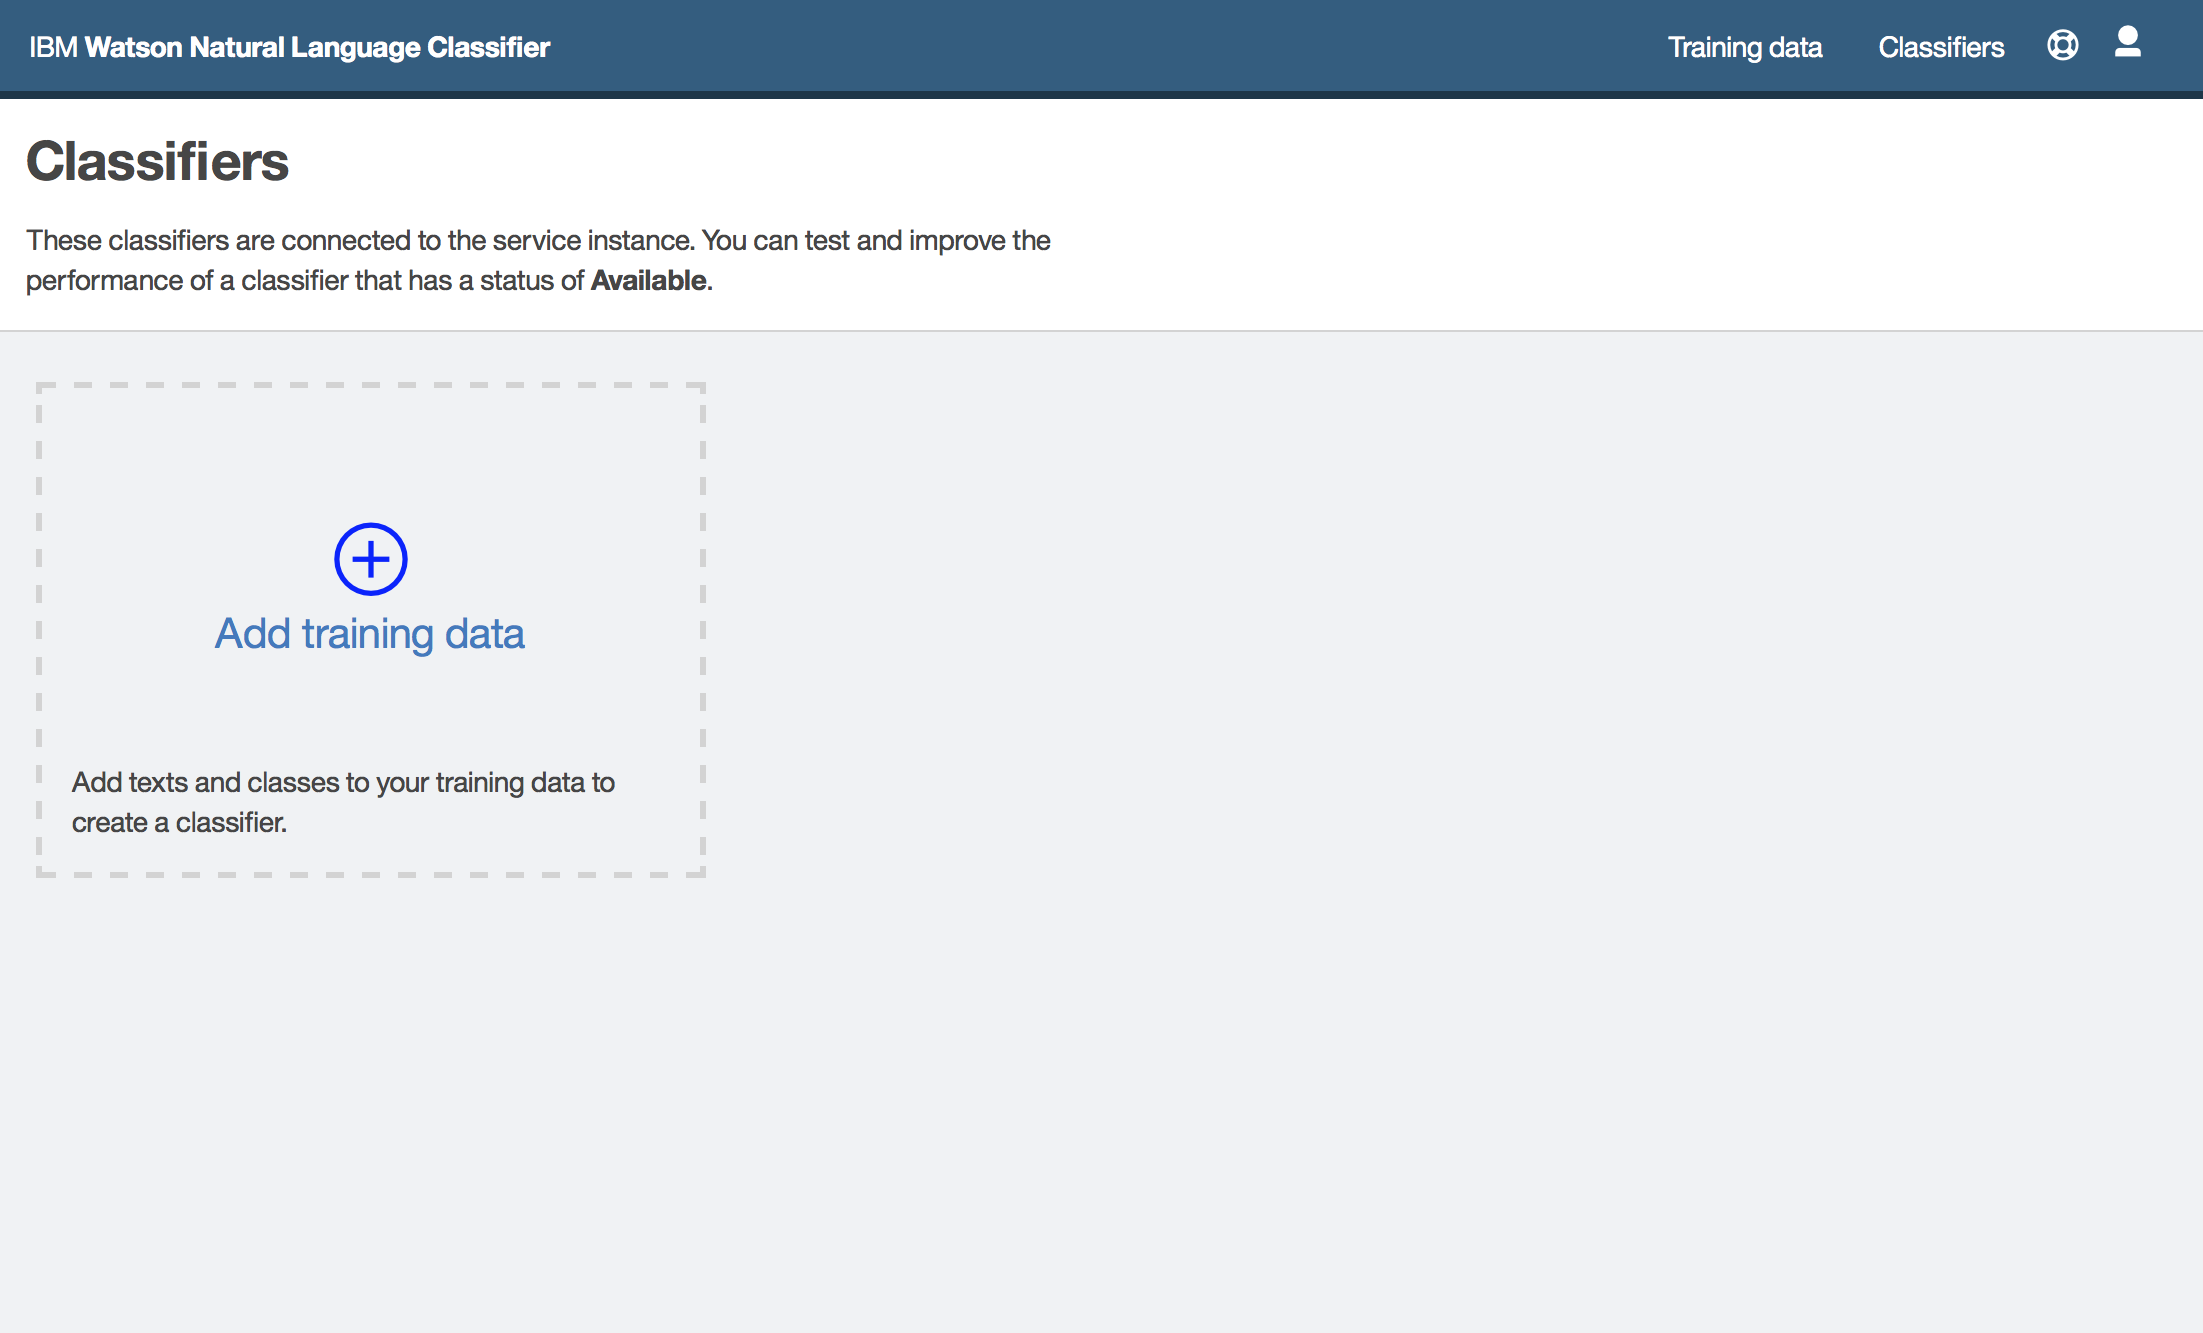 IBM Watson Natural Language Classifier
Training data
Classifiers
Classifiers
These classifiers are connected to the service instance. You can test and improve the
performance of a classifier that has a status of Available.
Add training data
Add texts and classes to your training data to
create a classifier.